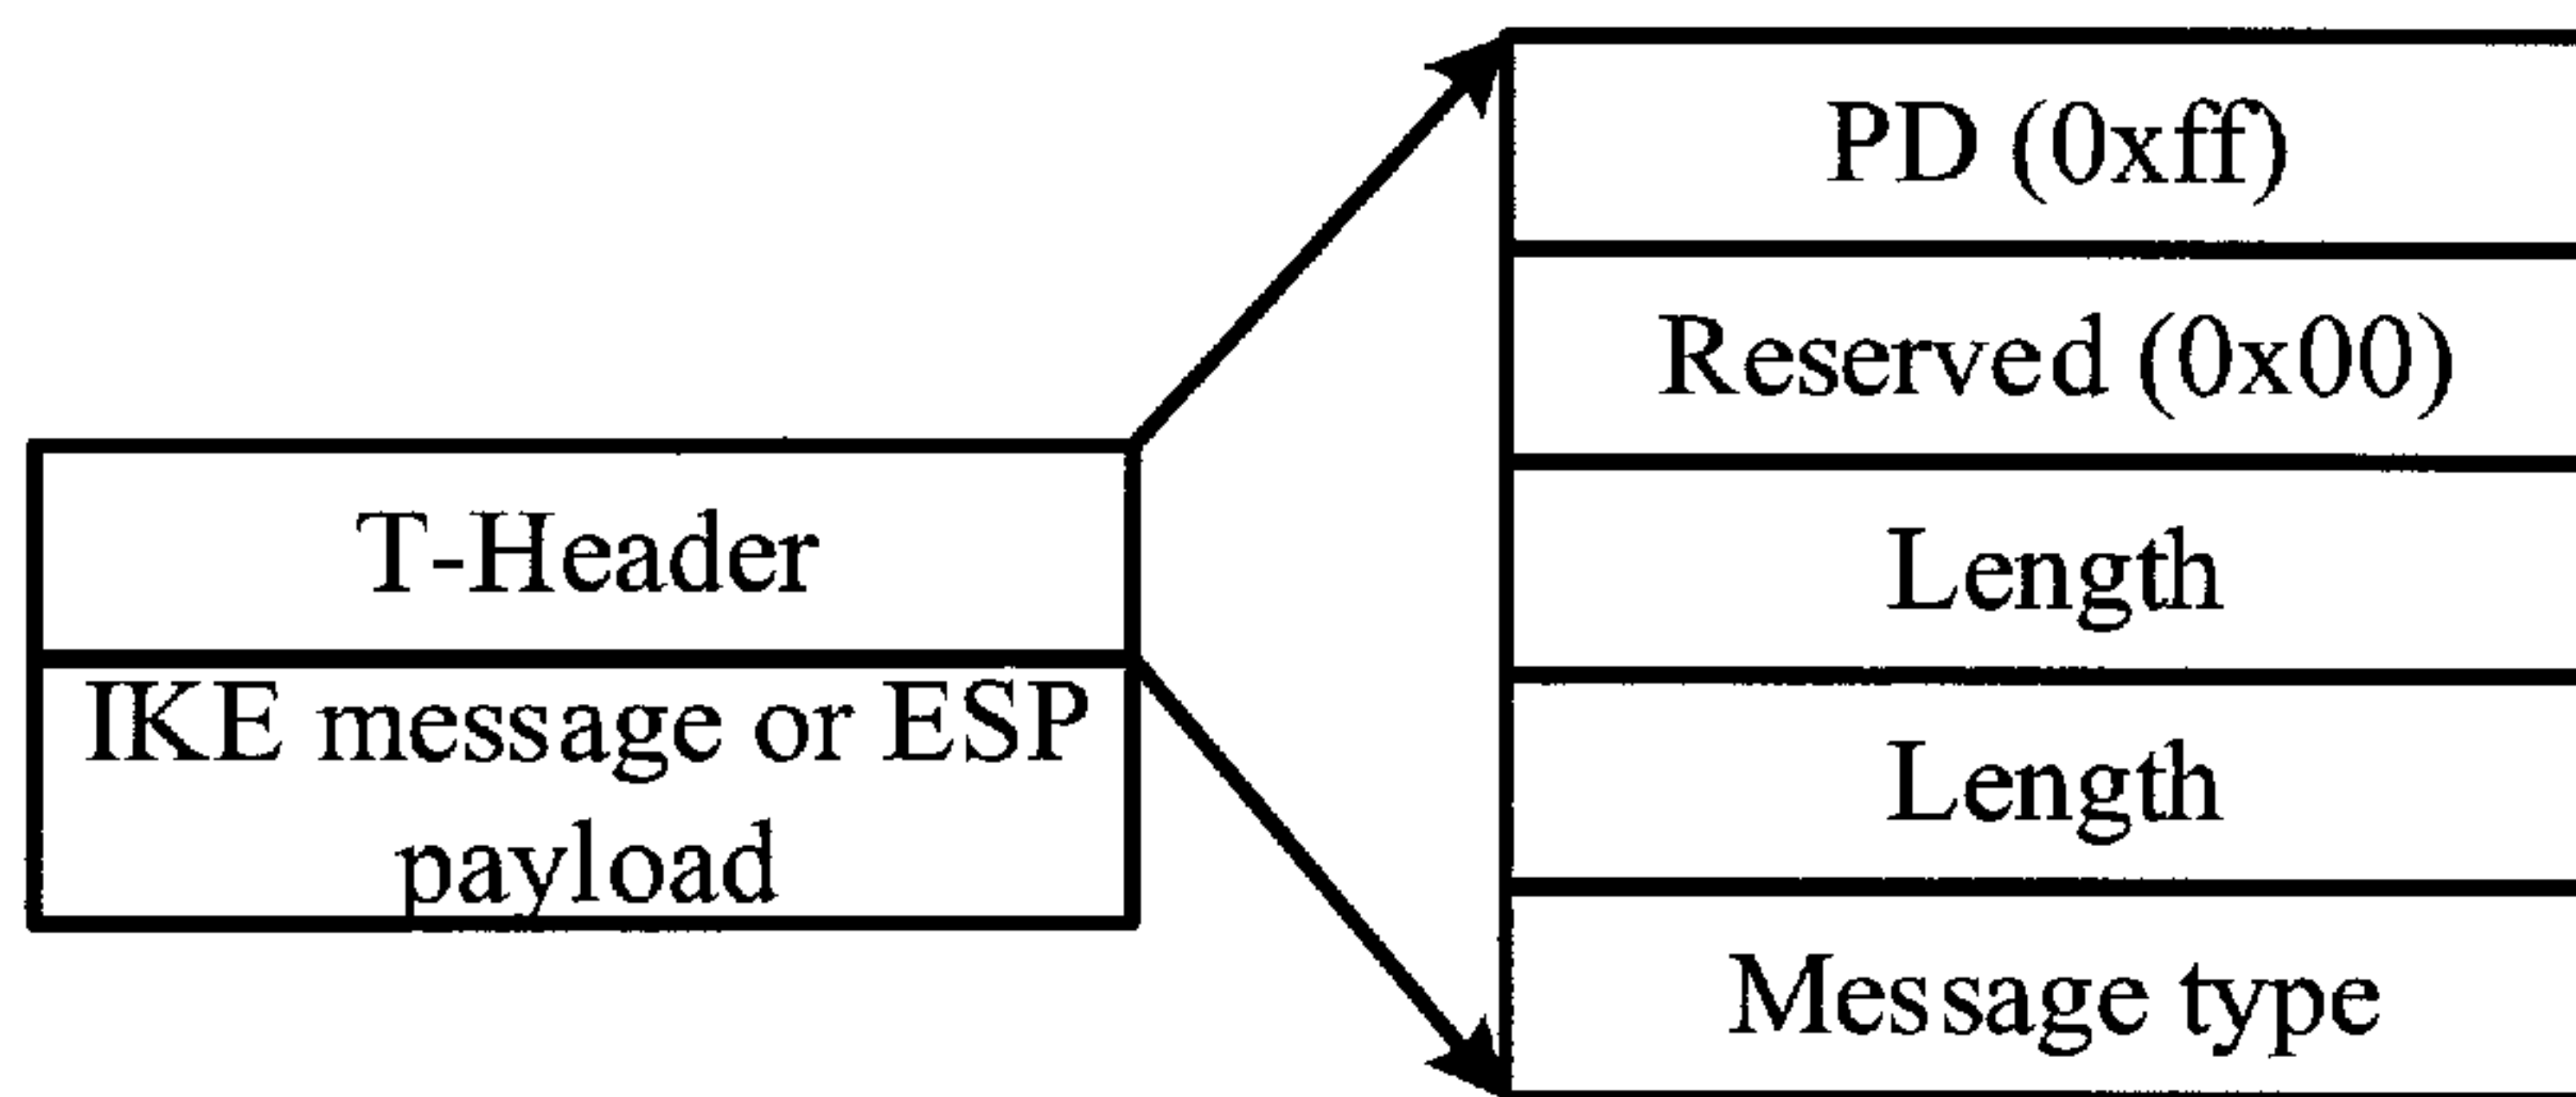 T-Header
IKE message or ESP
payload
PD (0xff)
Reserved (0x00)
Length
Length
Message type